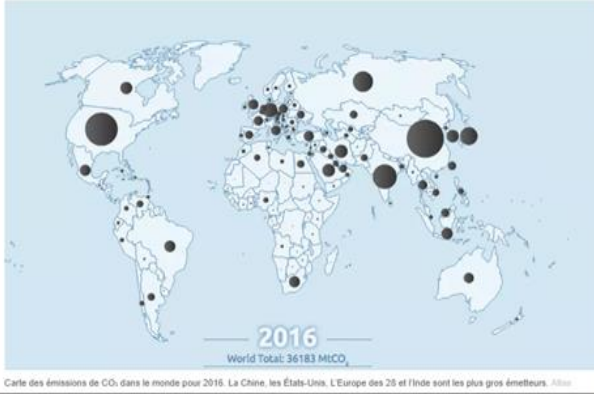 2016
World Total: 36183 MtCO₂
Carte des émissions de CO₂ dans le monde pour 2016. La Chine, les États-Unis, L'Europe des 28 et l'Inde sont les plus gros émetteurs. Atlas